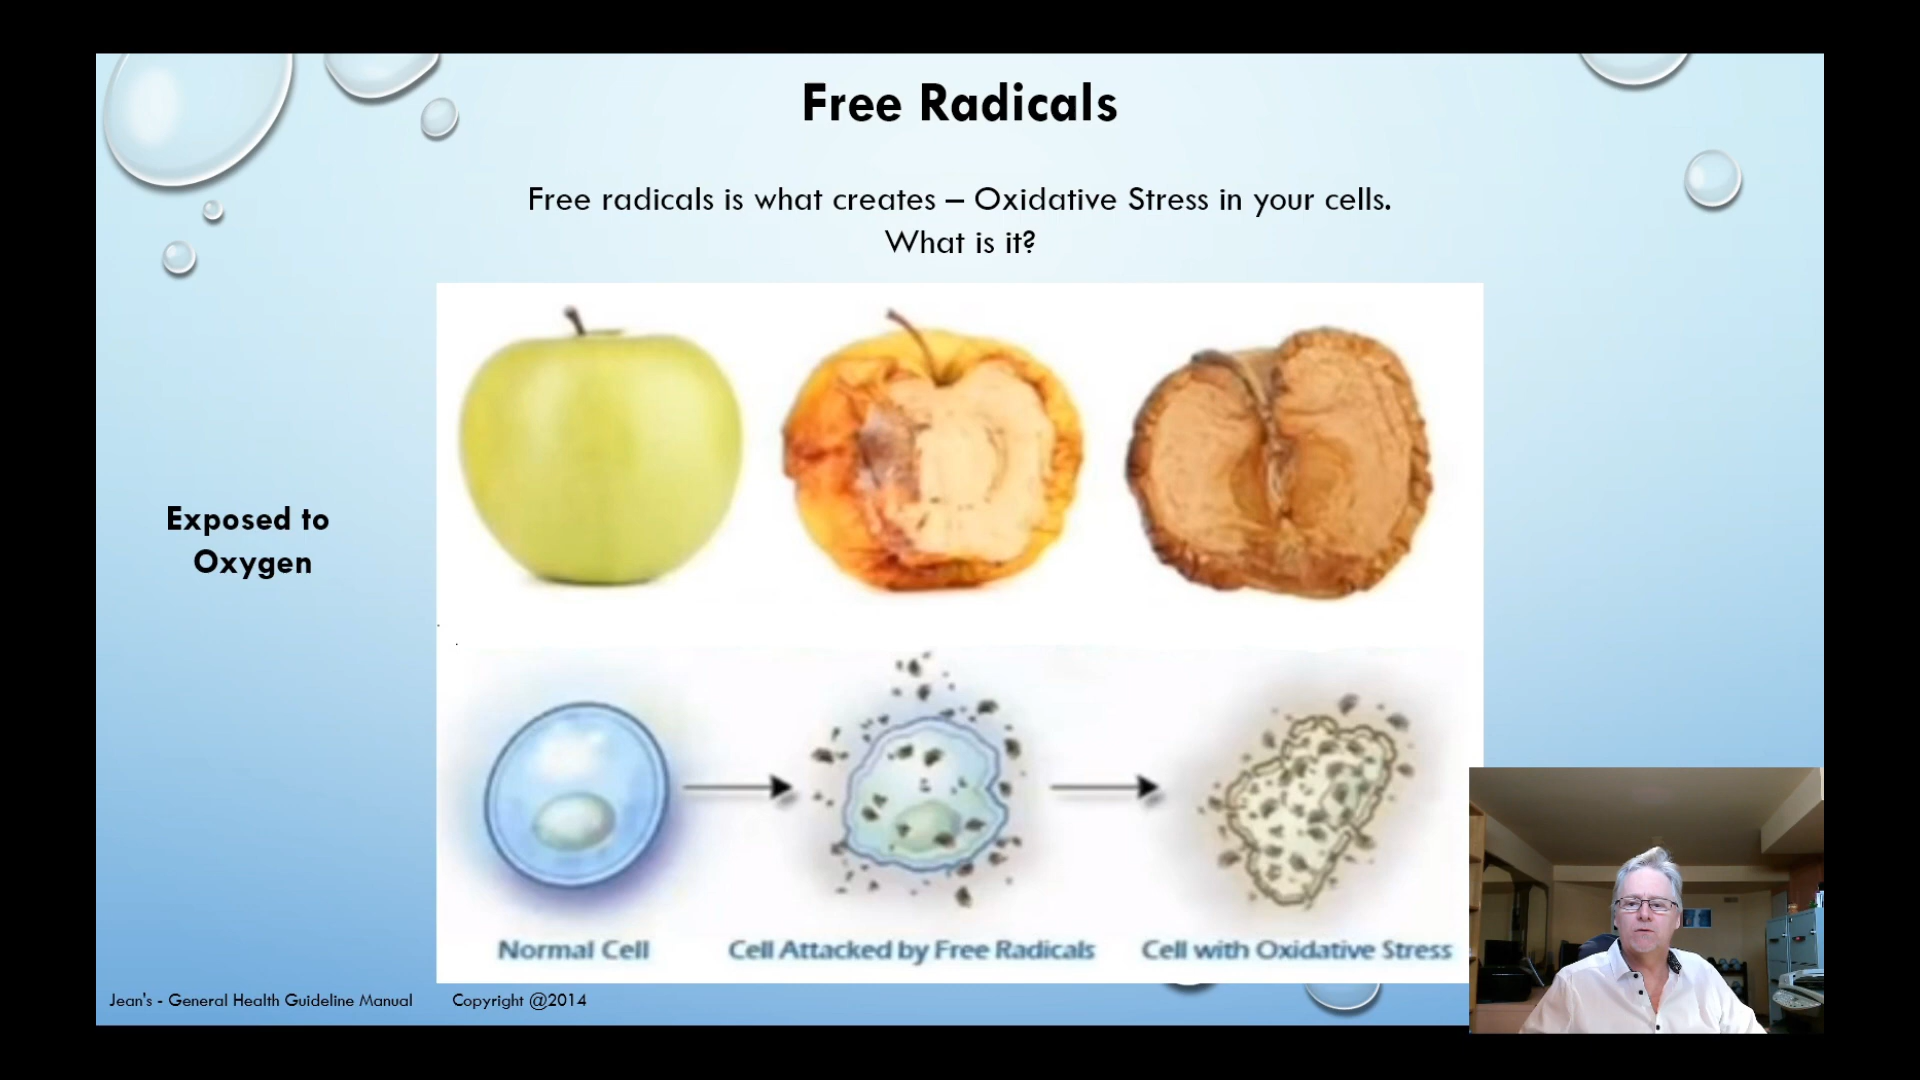 Free Radicals
Free radicals is what creates – Oxidative Stress in your cells.
What is it?
Exposed to
Oxygen
Normal Cell
Cell Attacked by Free Radicals
Cell with Oxidative Stress
Jean's - General Health Guideline Manual
Copyright @2014